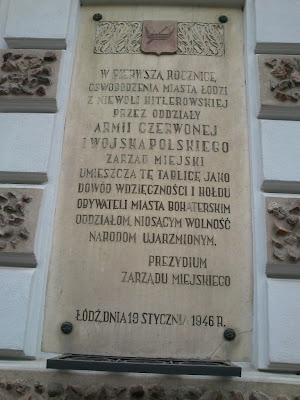 W PIERWSZĄ ROCZNICĘ
OSWOBODZENIA MIASTA ŁODZI
Z NIEWOLI HITLEROWSKIEJ
PRZEZ ODDZIAŁY
ARMII CZERWONEJ
I WOJSKA POLSKIEGO
ZARZĄD MIEJSKI
UMIESZCZA TĘ TABLICĘ JAKO
DOWÓD WDZIĘCZNOŚCI I HOŁDU
OBYWATELI MIASTA BOHATERSKIM
ODDZIAŁOM, NIOSĄCYM WOLNOŚĆ
NARODOM UJARZMIONYM.
PREZYDIUM
ZARZĄDU MIEJSKIEGO
ŁÓDŹ, DNIA 19 STYCZNIA 1946 R.